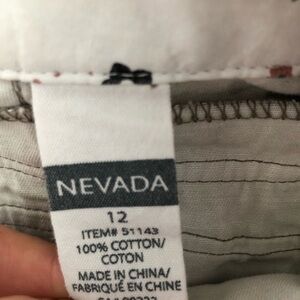 NEVADA
12
ITEM# 51143
100% COTTON/
COTON
MADE IN CHINA/
FABRIQUÉ EN CHINE